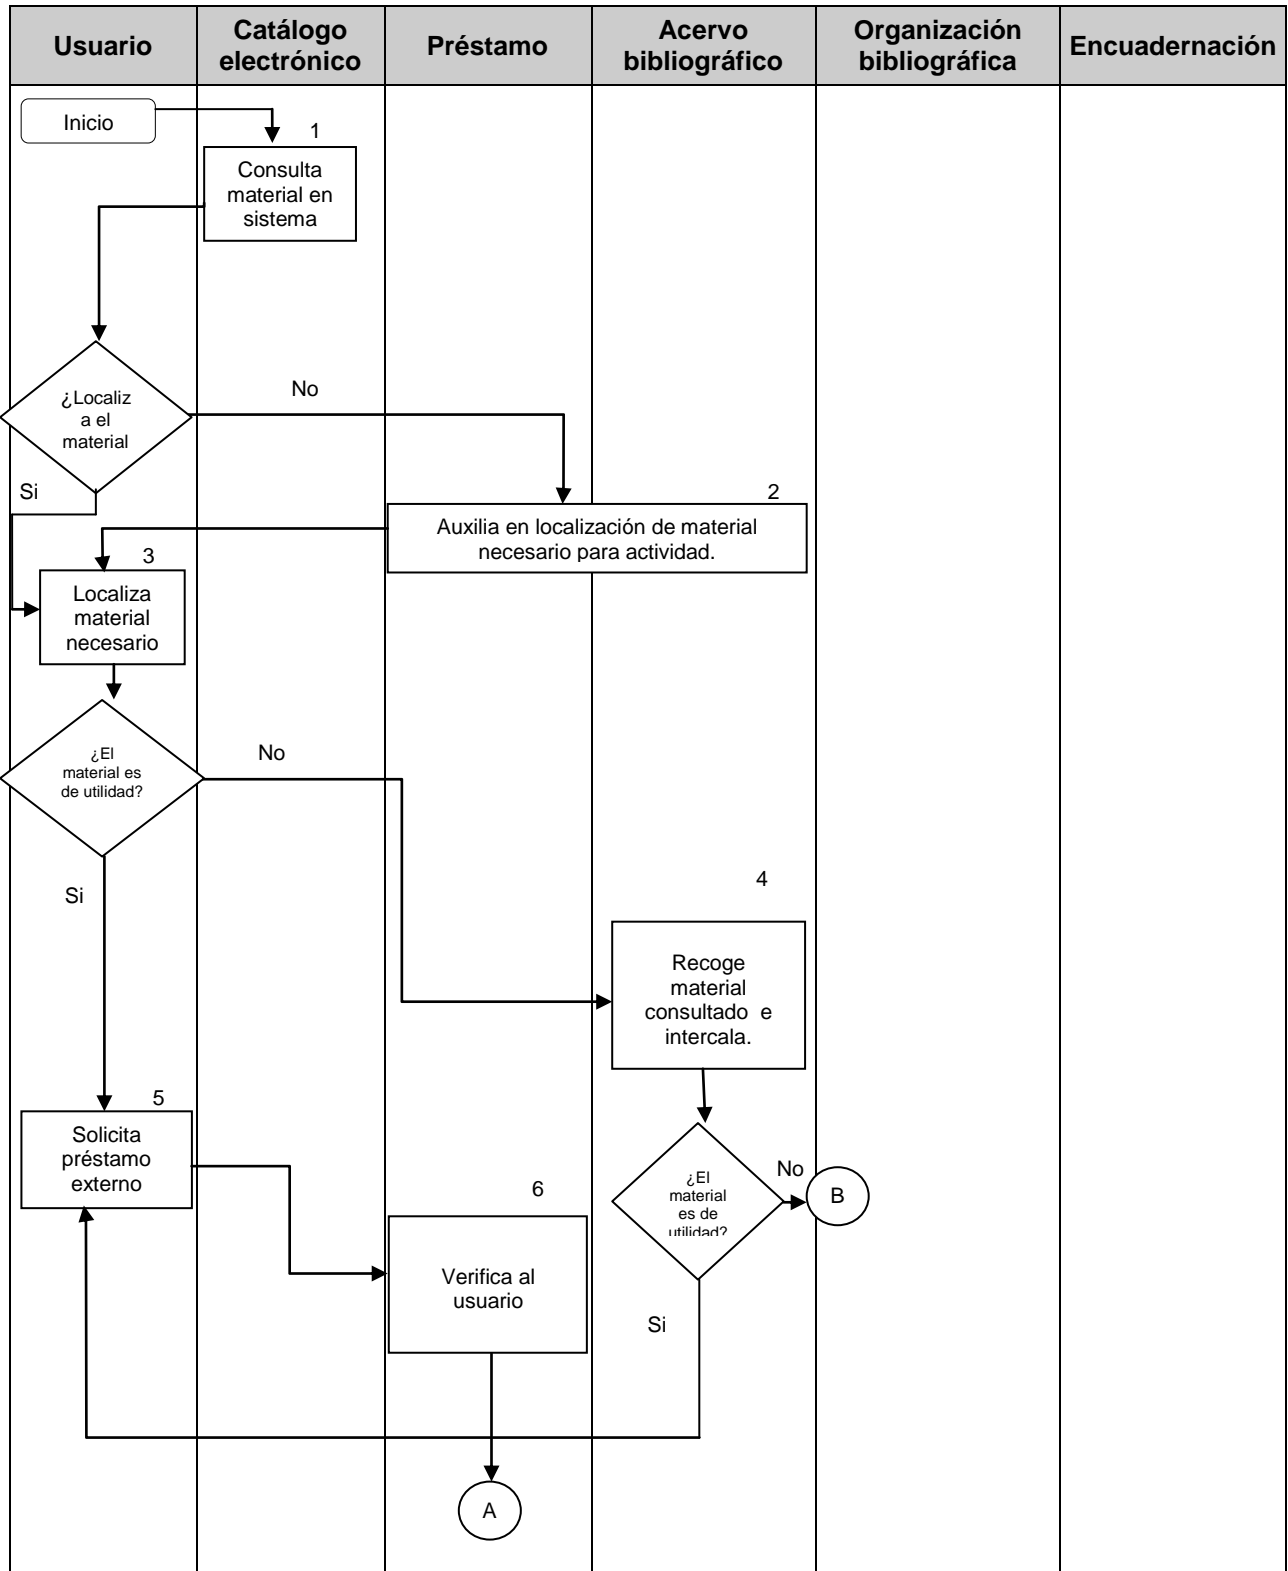 Usuario
Catálogo
electrónico
Préstamo
Acervo
bibliográfico
Organización
bibliográfica
Encuadernación
Inicio
1
Consulta
material en
sistema
¿Localiz
a el
material
No
Si
2
Auxilia en localización de material
necesario para actividad.
3
Localiza
material
necesario
¿El
material es
de utilidad?
No
Si
4
Recoge
material
consultado e
intercala.
5
Solicita
préstamo
externo
¿El
material
es de
utilidad?
No
B
6
Verifica al
usuario
Si
A